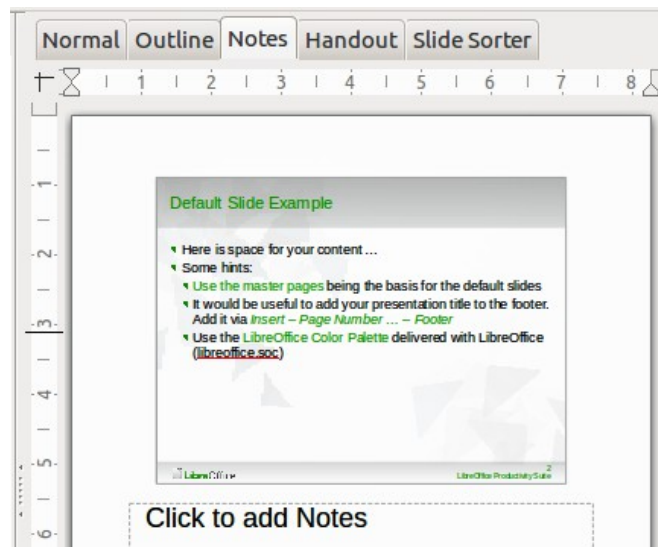 Normal Outline Notes Handout Slide Sorter
1 2 3 4 5 6 7 8
1
2
3
4
5
6
Default Slide Example
Here is space for your content ...
Some hints:
Use the master pages being the basis for the default slides
It would be useful to add your presentation title to the footer.
Add it via Insert – Page Number ... – Footer
Use the LibreOffice Color Palette delivered with LibreOffice
(libreoffice.soc)
2
LibreOffice LibreOffice Productivity Suite
Click to add Notes